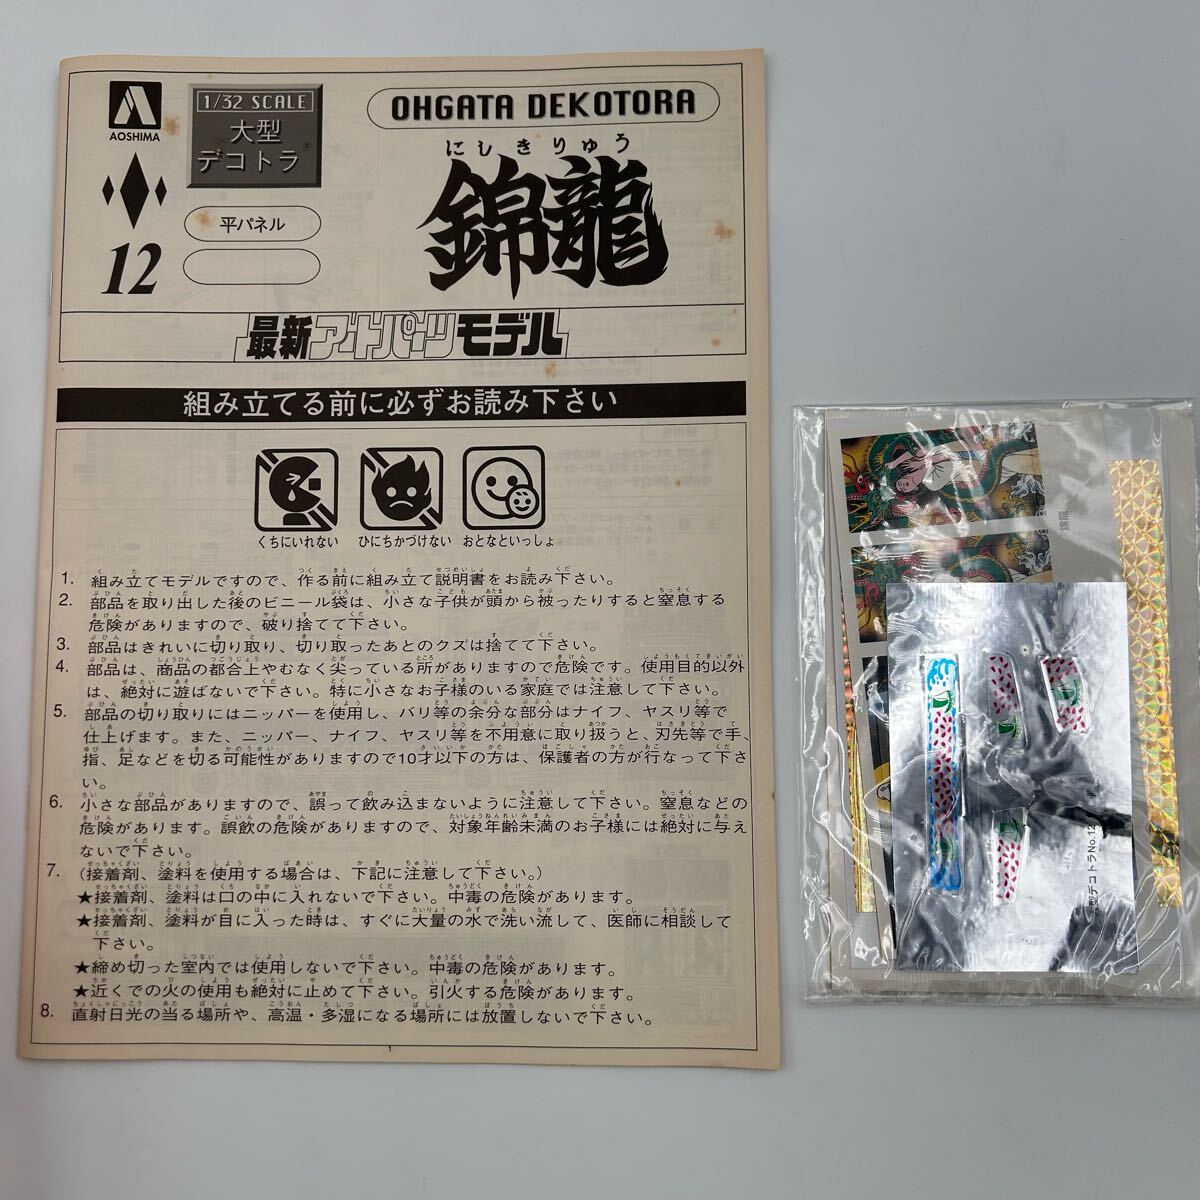 AOSHIMA
12
1/32 SCALE
大型
デコトラ®
平パネル
OHGATA DEKOTORA
にしきりゅう
錦龍
最新アートパーツモデル
組み立てる前に必ずお読み下さい
くちにいれない ひにちかづけない おとなといっしょ
1. 組み立てモデルですので、作る前に組み立て説明書をお読み下さい。
2. 部品を取り出した後のビニール袋は、小さな子供が頭から被ったりすると窒息する
危険がありますので、破り捨てて下さい。
3. 部品はきれいに切り取り、切り取ったあとのクズは捨てて下さい。
4. 部品は、商品の都合上やむなく尖っている所がありますので危険です。使用目的以外
は、絶対に遊ばないで下さい。特に小さなお子様のいる家庭では注意して下さい。
5. 部品の切り取りにはニッパーを使用し、バリ等の余分な部分はナイフ、ヤスリ等で
仕上げます。また、ニッパー、ナイフ、ヤスリ等を不用意に取り扱うと、刃先等で手、
指、足などを切る可能性がありますので10才以下の方は、保護者の方が行なって下さ
い。
6. 小さな部品がありますので、誤って飲み込まないように注意して下さい。窒息などの
危険があります。誤飲の危険がありますので、対象年齢未満のお子様には絶対に与え
ないで下さい。
7. (接着剤、塗料を使用する場合は、下記に注意して下さい。)
★接着剤、塗料は口の中に入れないで下さい。中毒の危険があります。
★接着剤、塗料が目に入った時は、すぐに大量の水で洗い流して、医師に相談して
下さい。
★締め切った室内では使用しないで下さい。中毒の危険があります。
★近くでの火の使用も絶対に止めて下さい。引火する危険があります。
8. 直射日光の当る場所や、高温・多湿になる場所には放置しないで下さい。
1
錦龍
大型デコトラNo.12